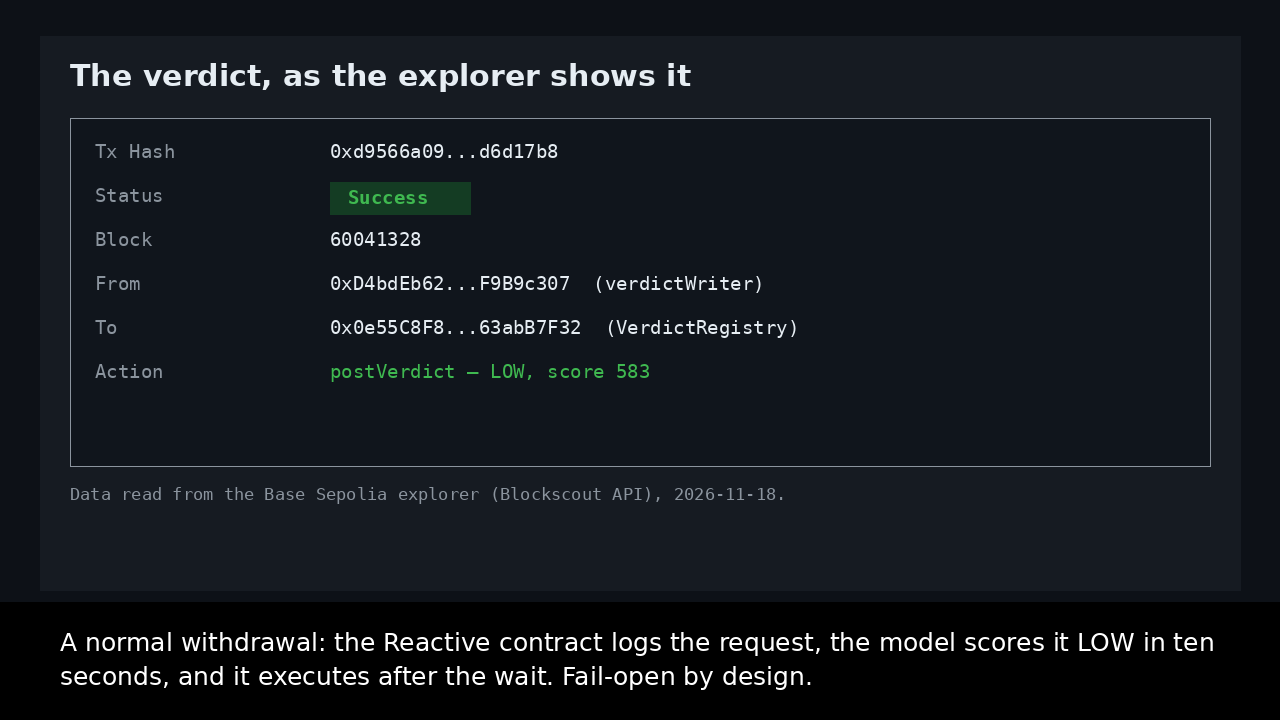 The verdict, as the explorer shows it
Tx Hash 0xd9566a09...d6d17b8
Status Success
Block 60041328
From 0xD4bdEb62...F9B9c307 (verdictWriter)
To 0x0e55C8F8...63abB7F32 (VerdictRegistry)
Action postVerdict — LOW, score 583
Data read from the Base Sepolia explorer (Blockscout API), 2026-11-18.
A normal withdrawal: the Reactive contract logs the request, the model scores it LOW in ten
seconds, and it executes after the wait. Fail-open by design.